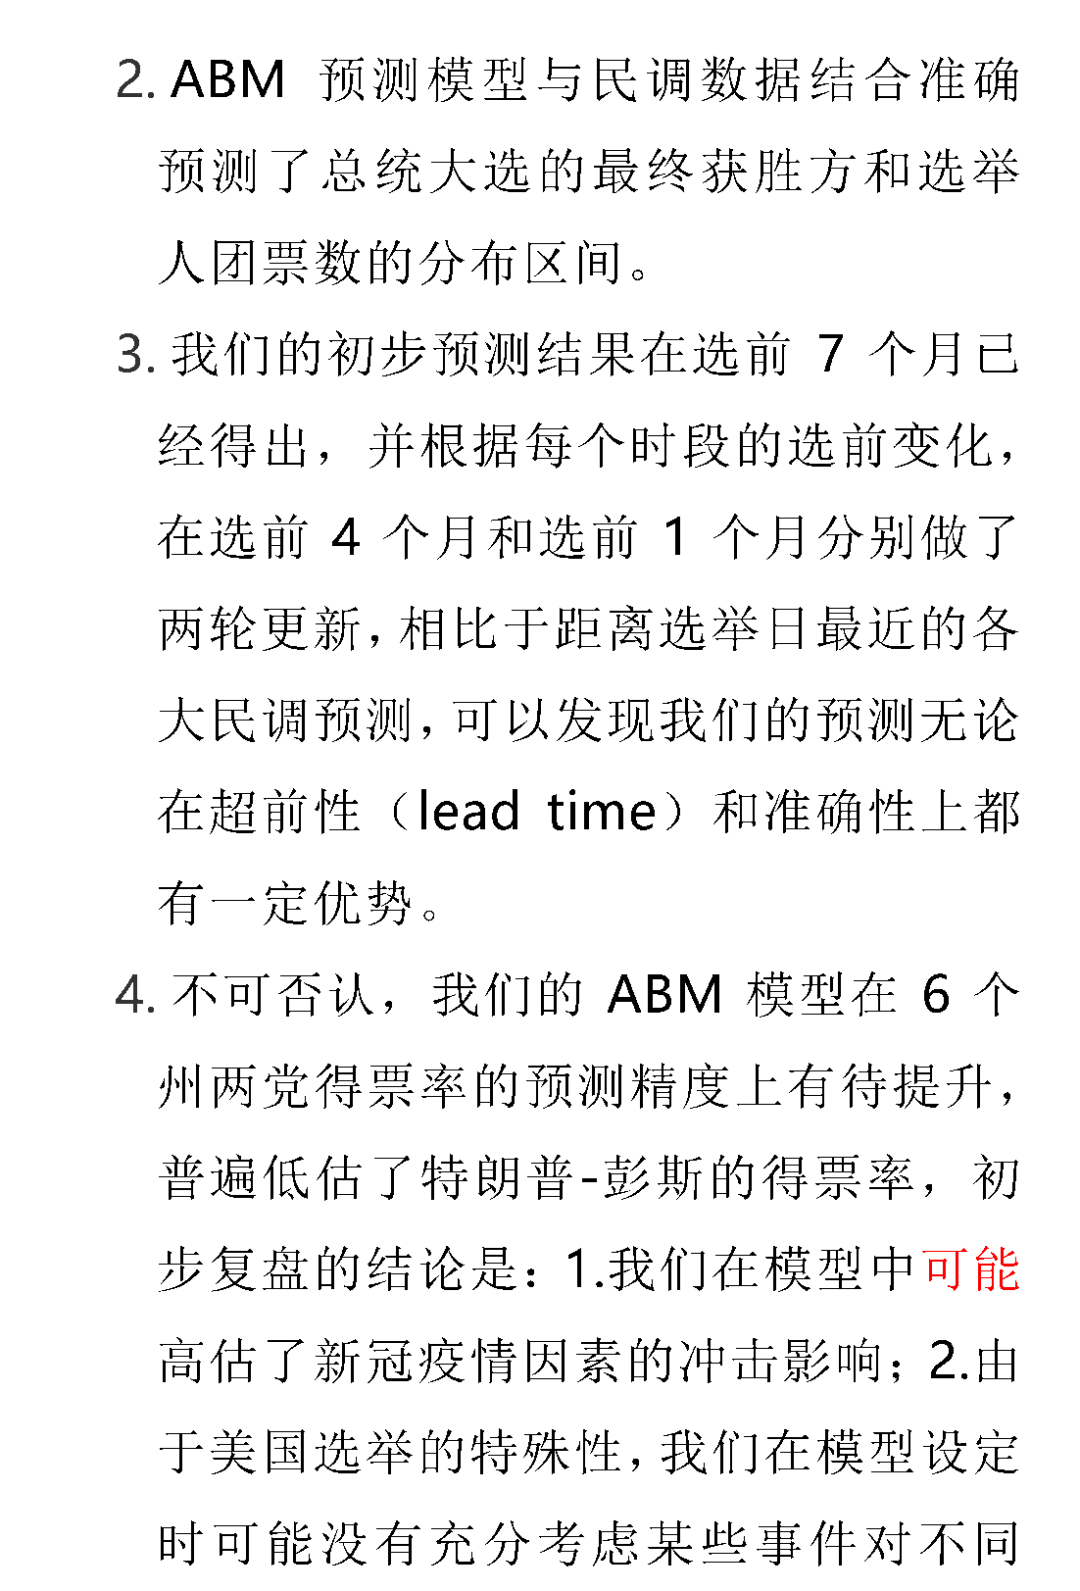 2. ABM 预测模型与民调数据结合准确
预测了总统大选的最终获胜方和选举
人团票数的分布区间。
3. 我们的初步预测结果在选前 7 个月已
经得出，并根据每个时段的选前变化，
在选前 4 个月和选前 1 个月分别做了
两轮更新，相比于距离选举日最近的各
大民调预测，可以发现我们的预测无论
在超前性（lead time）和准确性上都
有一定优势。
4. 不可否认，我们的 ABM 模型在 6 个
州两党得票率的预测精度上有待提升，
普遍低估了特朗普-彭斯的得票率，初
步复盘的结论是：1.我们在模型中可能
高估了新冠疫情因素的冲击影响；2.由
于美国选举的特殊性，我们在模型设定
时可能没有充分考虑某些事件对不同